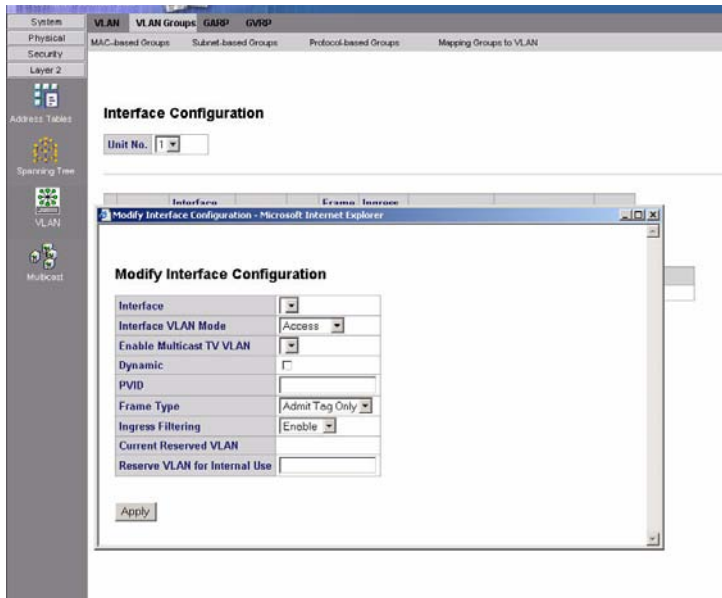 System
VLAN VLAN Groups GARP GVRP
Physical
MAC-based Groups Subnet-based Groups Protocol-based Groups Mapping Groups to VLAN
Security
Layer 2
Address Tables
Spanning Tree
VLAN
Multicast
Interface Configuration
Unit No. 1
Interface Frame Ingress
Modify Interface Configuration - Microsoft Internet Explorer
Modify Interface Configuration
Interface
Interface VLAN Mode Access
Enable Multicast TV VLAN
Dynamic
PVID
Frame Type Admit Tag Only
Ingress Filtering Enable
Current Reserved VLAN
Reserve VLAN for Internal Use
Apply